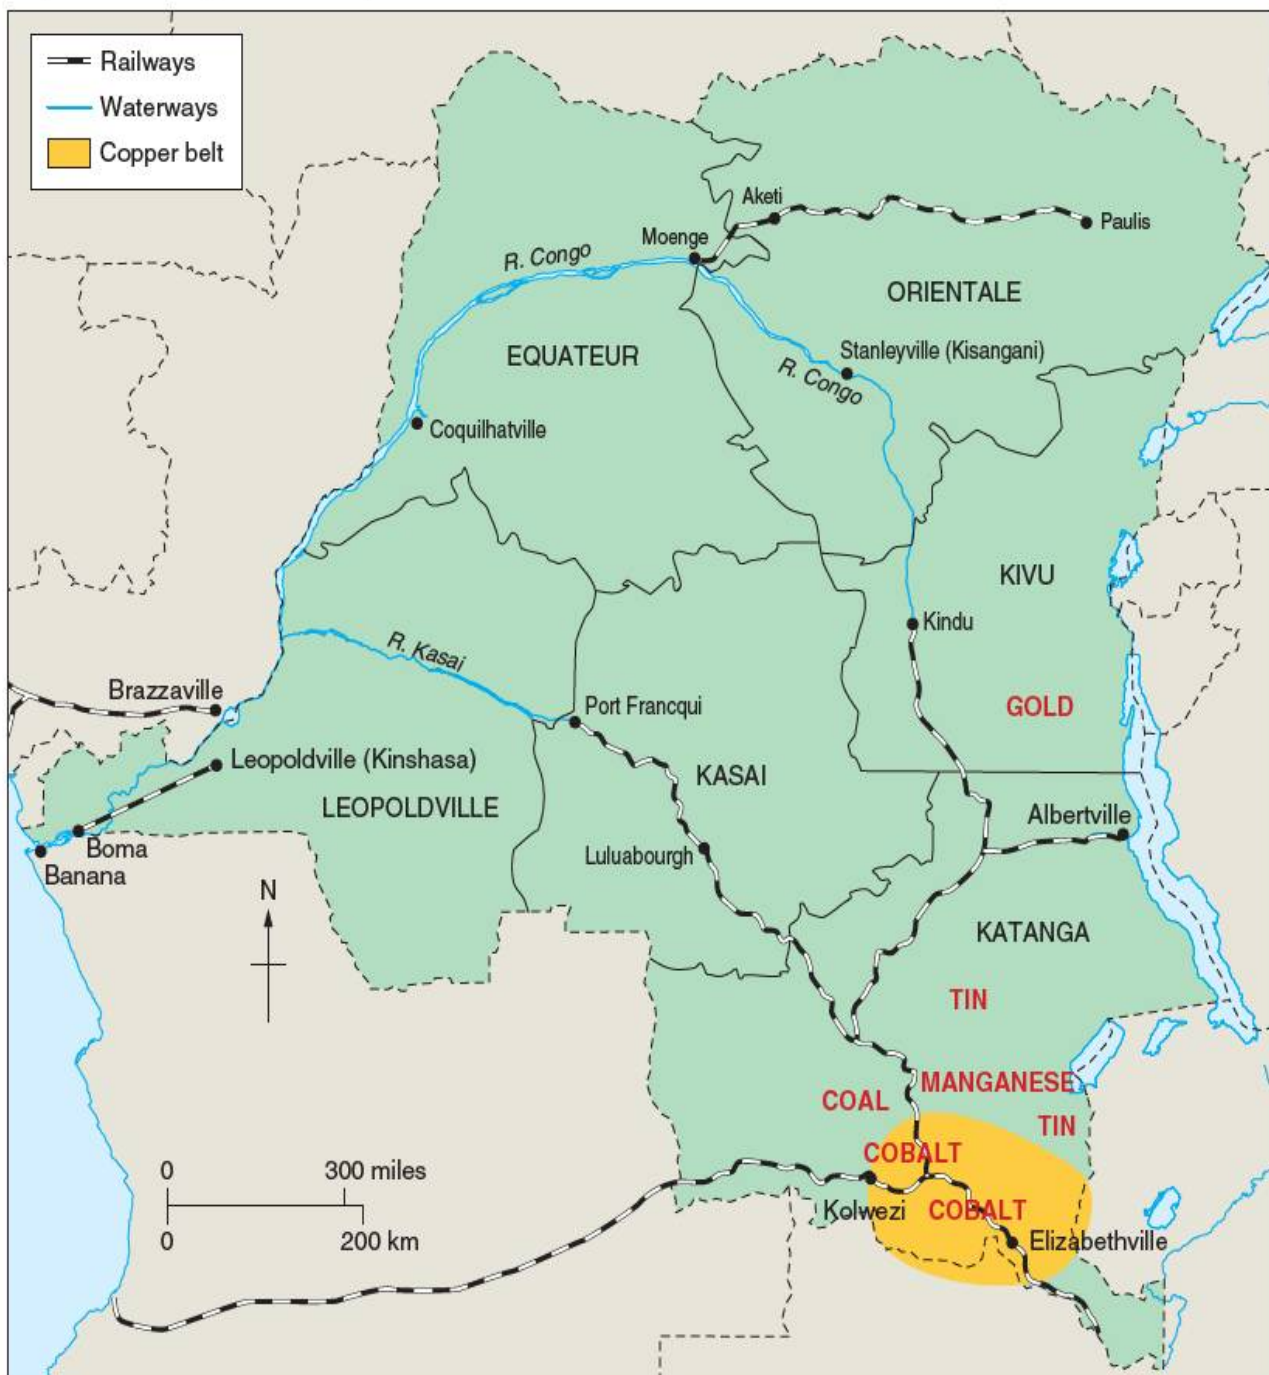 Railways
Waterways
Copper belt
Aketi
Paulis
Moenge
R. Congo
ORIENTALE
Stanleyville (Kisangani)
EQUATEUR
R. Congo
Coquilhatville
KIVU
Kindu
R. Kasai
Brazzaville
Port Francqui
GOLD
Leopoldville (Kinshasa)
KASAI
LEOPOLDVILLE
Albertville
Boma
Luluabourgh
Banana
N
KATANGA
TIN
MANGANESE
COAL
TIN
COBALT
0 300 miles
Kolwezi
COBALT
0 200 km
Elizabethville